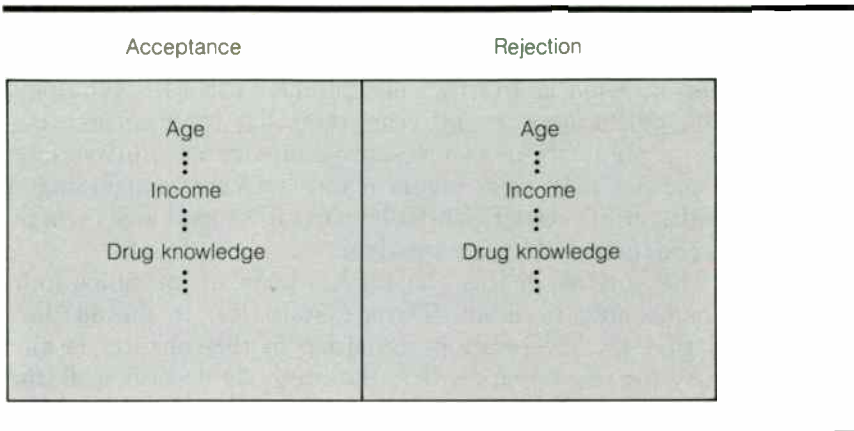 Acceptance Rejection
Age Age
Income Income
Drug knowledge Drug knowledge